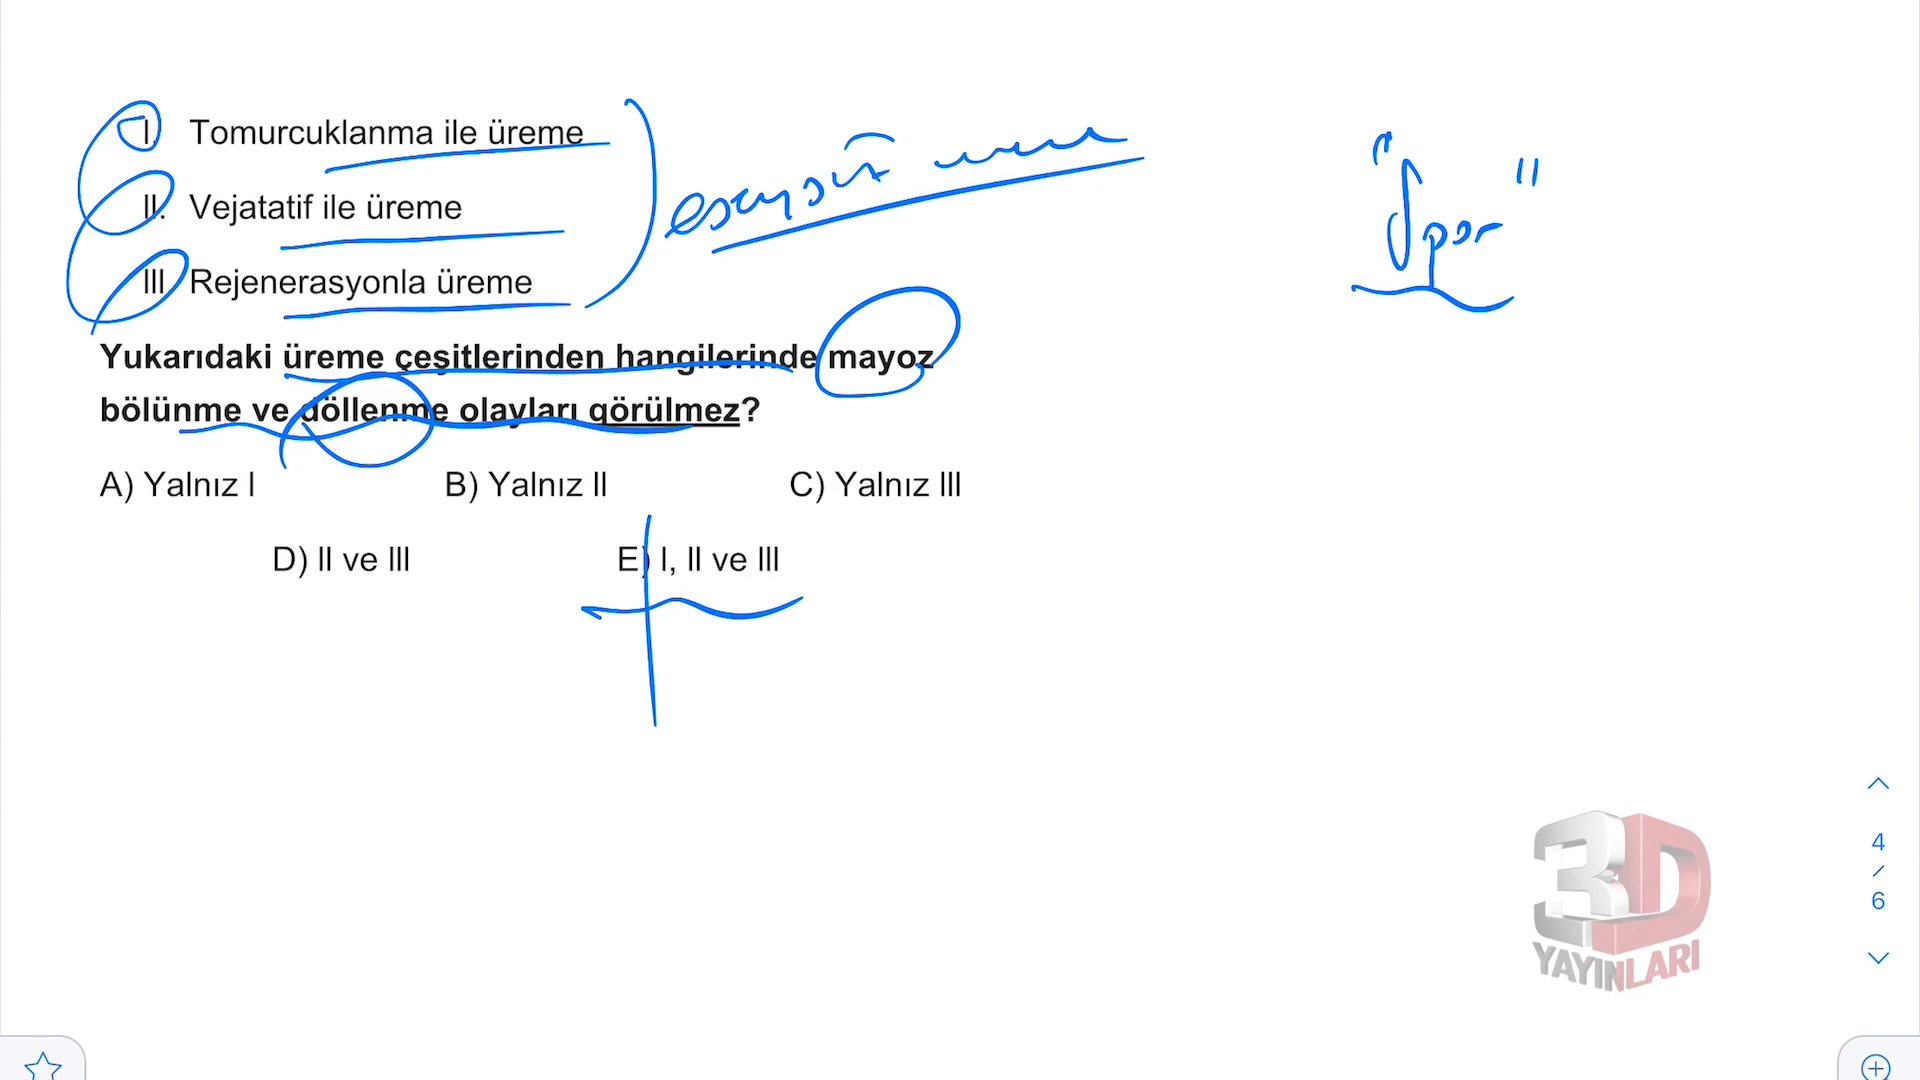 I. Tomurcuklanma ile üreme
II. Vejatatif ile üreme
III. Rejenerasyonla üreme
eşeysiz üreme
"Spor"
Yukarıdaki üreme çeşitlerinden hangilerinde mayoz
bölünme ve döllenme olayları görülmez?
A) Yalnız I B) Yalnız II C) Yalnız III
D) II ve III E) I, II ve III
4
/
6
3D
YAYINLARI